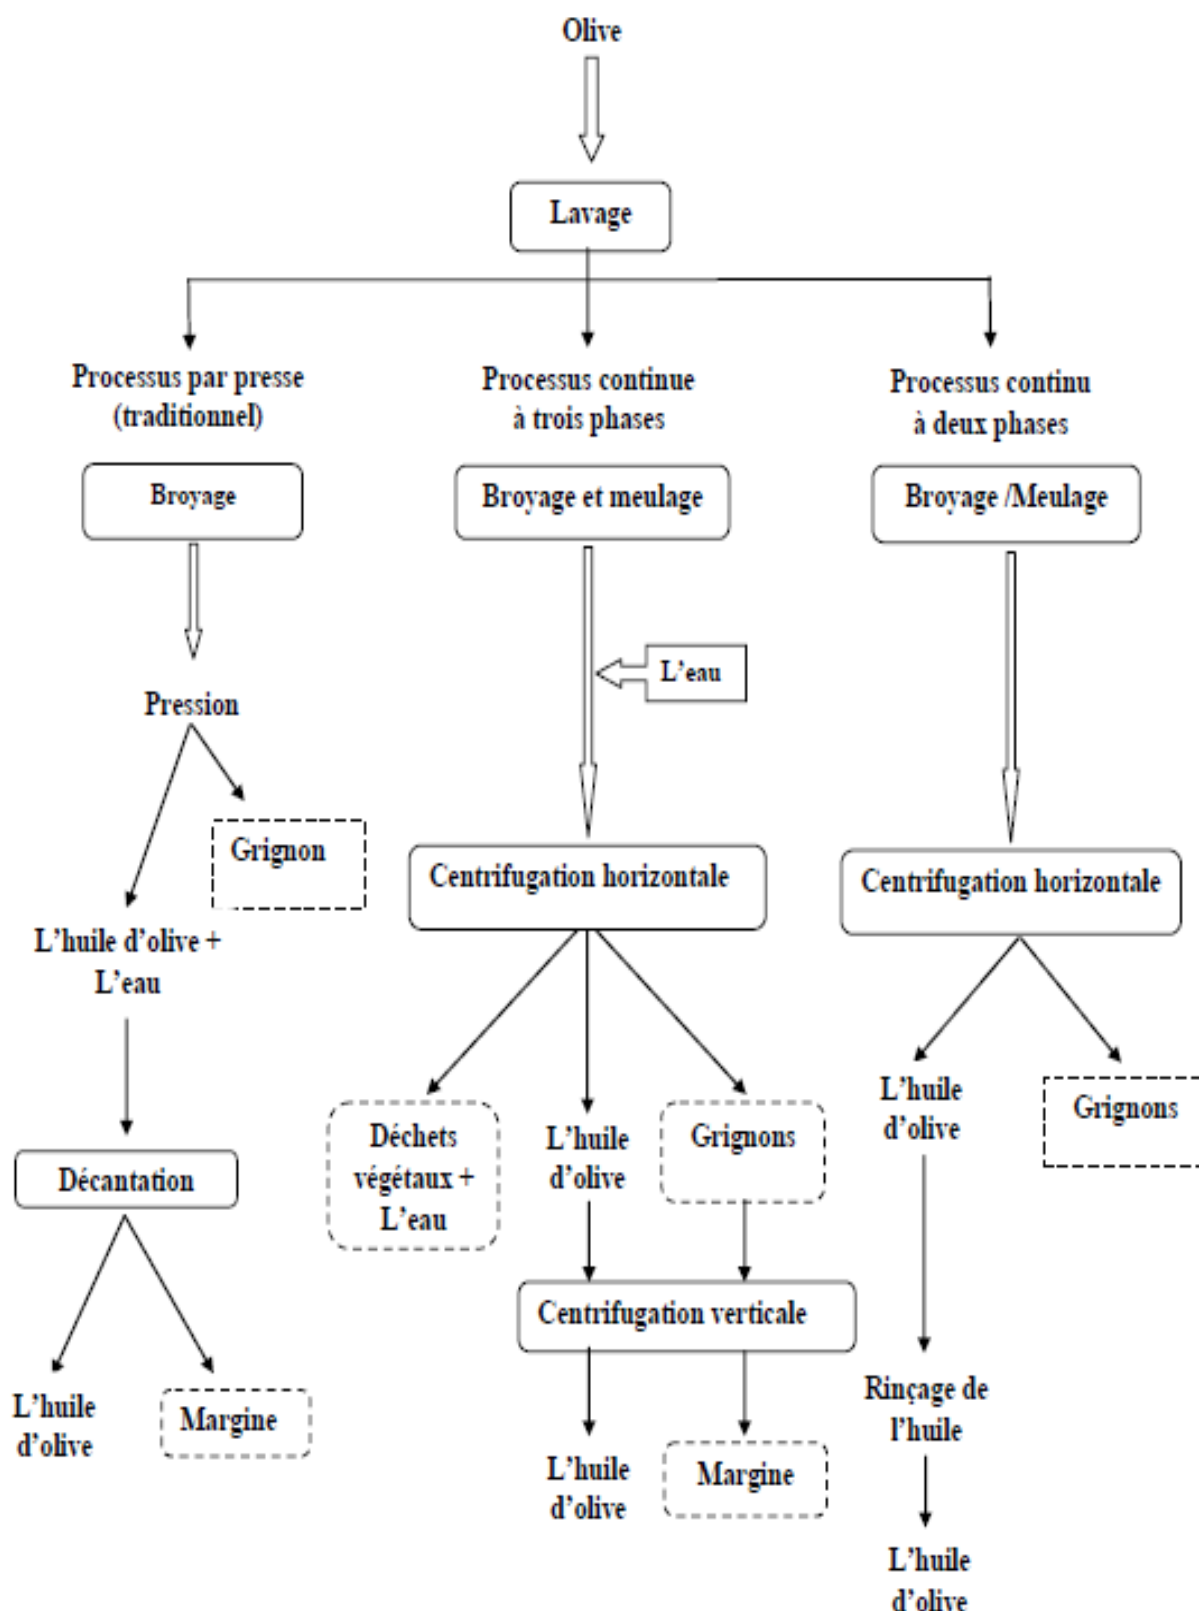 Olive
Lavage
Processus par presse
(traditionnel)
Processus continue
à trois phases
Processus continu
à deux phases
Broyage
Broyage et meulage
Broyage /Meulage
L'eau
Pression
Grignon
Centrifugation horizontale
Centrifugation horizontale
L'huile d'olive +
L'eau
Déchets
végétaux +
L'eau
L'huile
d'olive
Grignons
L'huile
d'olive
Grignons
Décantation
Centrifugation verticale
L'huile
d'olive
Margine
L'huile
d'olive
Margine
Rinçage de
l'huile
L'huile
d'olive